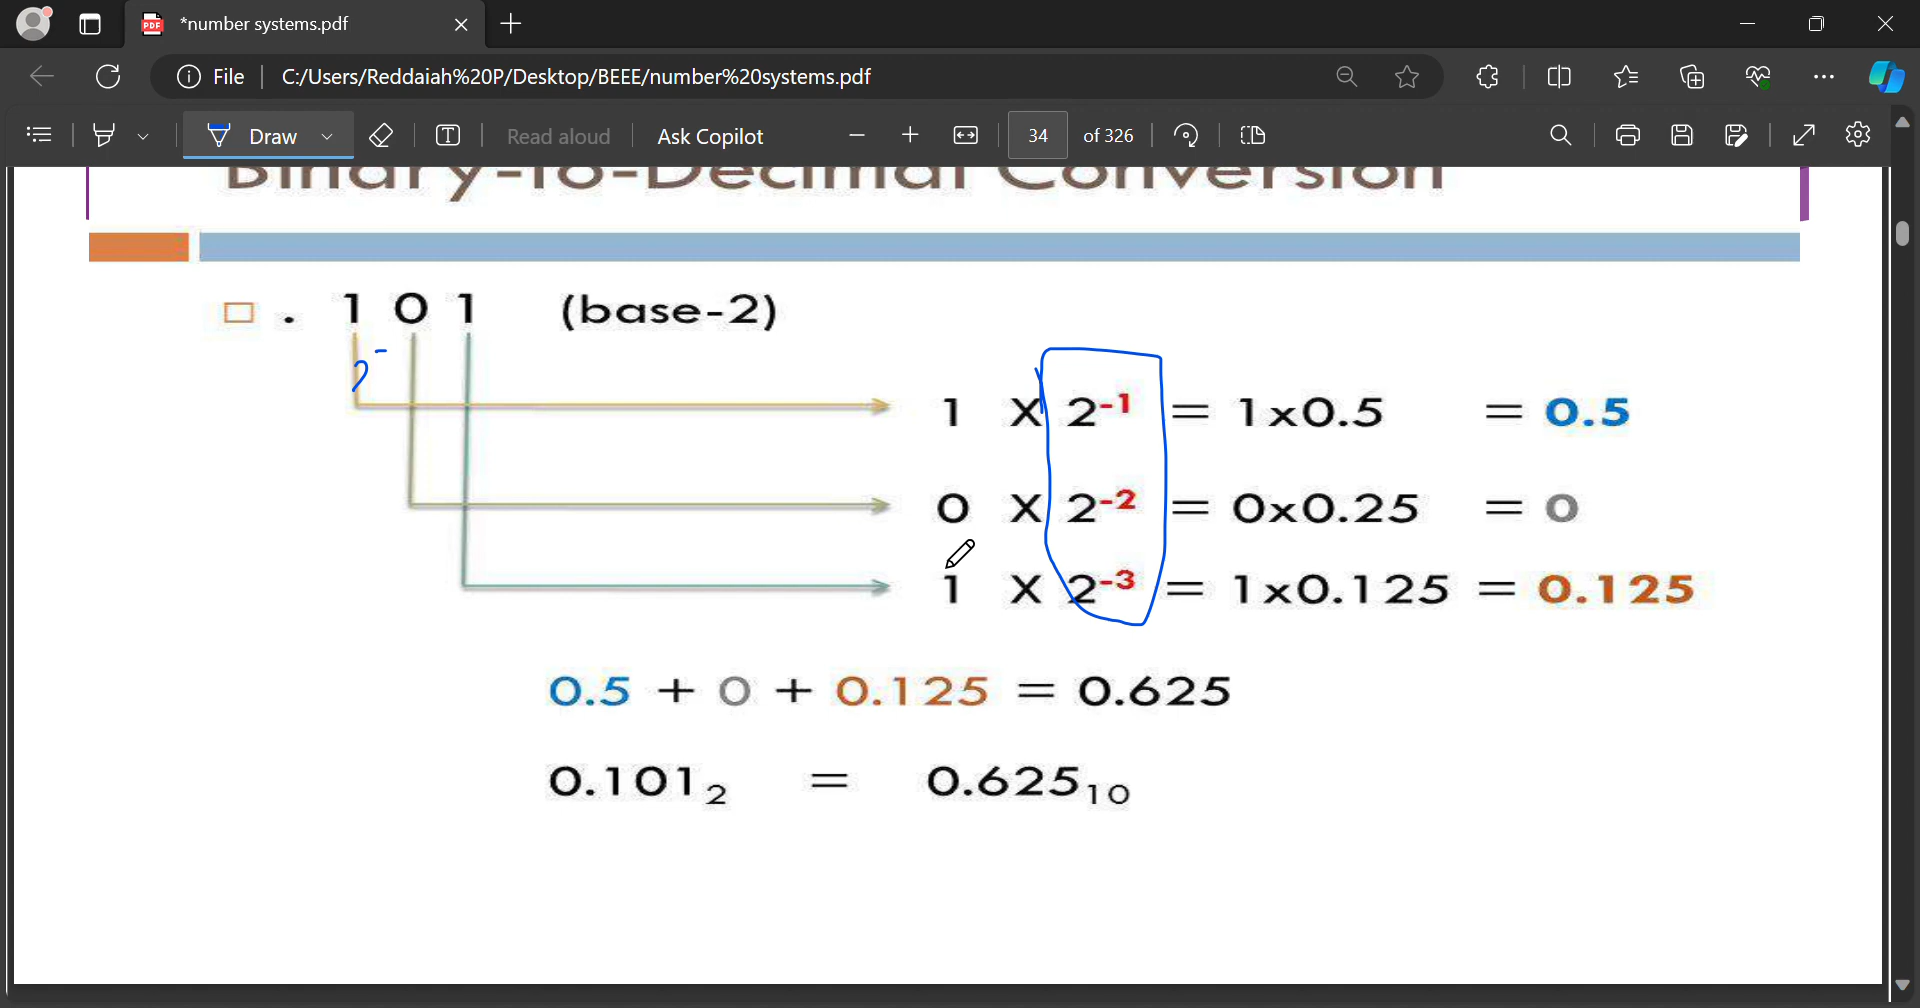 *number systems.pdf
File C:/Users/Reddaiah%20P/Desktop/BEEE/number%20systems.pdf
Draw Read aloud Ask Copilot 34 of 326
Binary-to-Decimal Conversion
. 1 0 1 (base-2)
2⁻
1 X 2⁻¹ = 1x0.5 = 0.5
0 X 2⁻² = 0x0.25 = 0
1 X 2⁻³ = 1x0.125 = 0.125
0.5 + 0 + 0.125 = 0.625
0.101₂ = 0.625₁₀